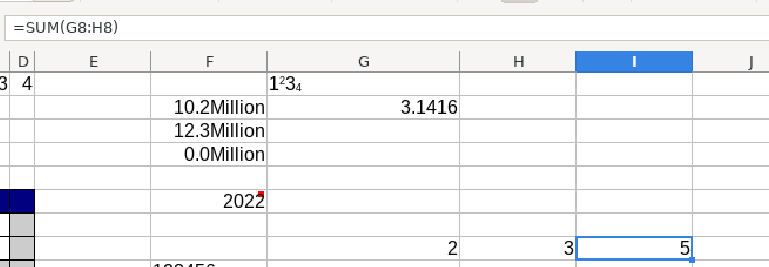 =SUM(G8:H8)
D E F G H I J
3 4 1²3₄
10.2Million 3.1416
12.3Million
0.0Million
2022
2 3 5